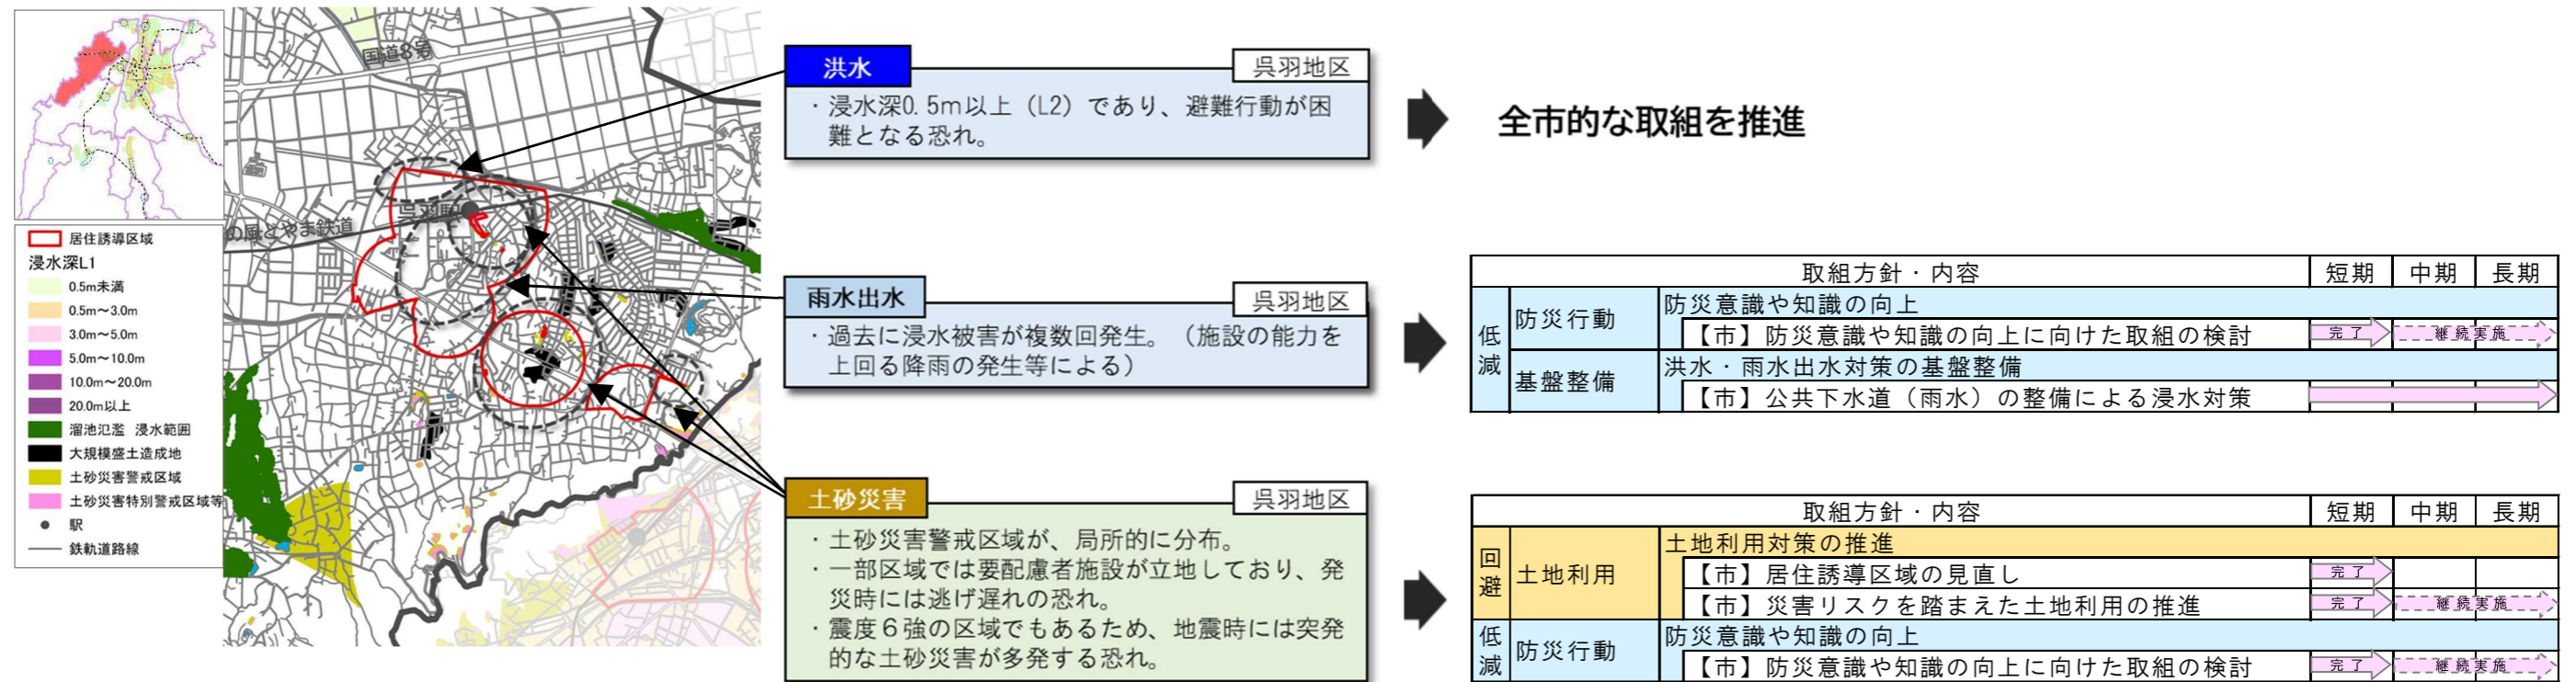 国道8号
呉羽駅
の風とやま鉄道
居住誘導区域
浸水深L1
0.5m未満
0.5m～3.0m
3.0m～5.0m
5.0m～10.0m
10.0m～20.0m
20.0m以上
溜池氾濫 浸水範囲
大規模盛土造成地
土砂災害警戒区域
土砂災害特別警戒区域等
駅
鉄軌道路線
洪水
呉羽地区
・浸水深0.5m以上（L2）であり、避難行動が困
難となる恐れ。
全市的な取組を推進
雨水出水
呉羽地区
・過去に浸水被害が複数回発生。（施設の能力を
上回る降雨の発生等による）
取組方針・内容 短期 中期 長期
低減
防災行動
防災意識や知識の向上
【市】防災意識や知識の向上に向けた取組の検討 完了 継続実施
基盤整備
洪水・雨水出水対策の基盤整備
【市】公共下水道（雨水）の整備による浸水対策
土砂災害
呉羽地区
・土砂災害警戒区域が、局所的に分布。
・一部区域では要配慮者施設が立地しており、発
災時には逃げ遅れの恐れ。
・震度６強の区域でもあるため、地震時には突発
的な土砂災害が多発する恐れ。
取組方針・内容 短期 中期 長期
回避
土地利用
土地利用対策の推進
【市】居住誘導区域の見直し 完了
【市】災害リスクを踏まえた土地利用の推進 完了 継続実施
低減
防災行動
防災意識や知識の向上
【市】防災意識や知識の向上に向けた取組の検討 完了 継続実施